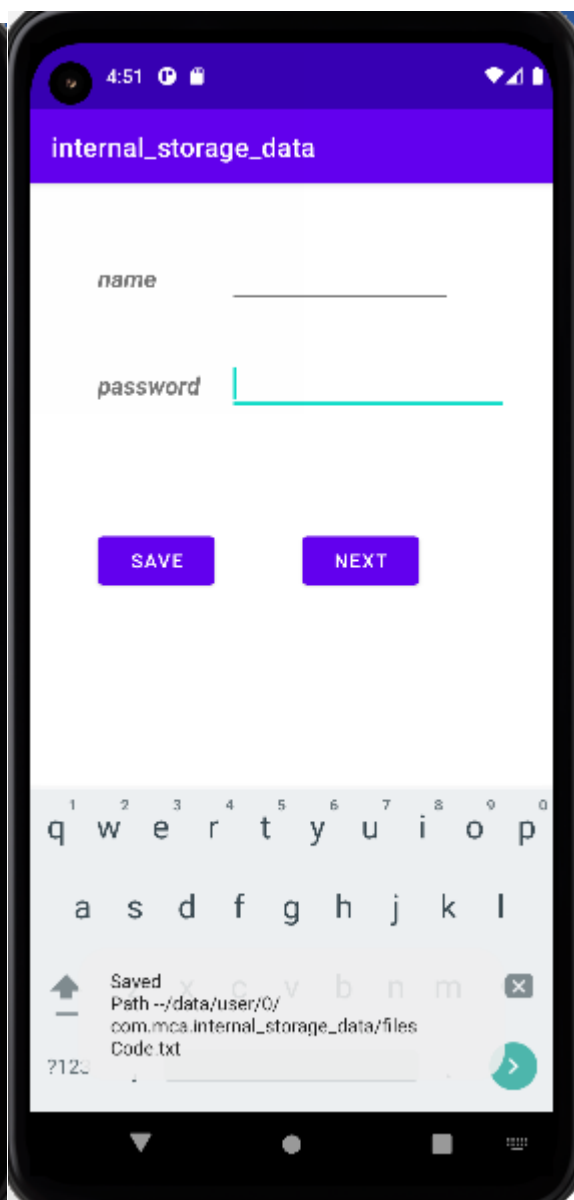 4:51
internal_storage_data
name
password
SAVE
NEXT
1 2 3 4 5 6 7 8 9 0
q w e r t y u i o p
a s d f g h j k l
x c v b n m
Saved
Path --/data/user/0/
com.mca.internal_storage_data/files
Code.txt